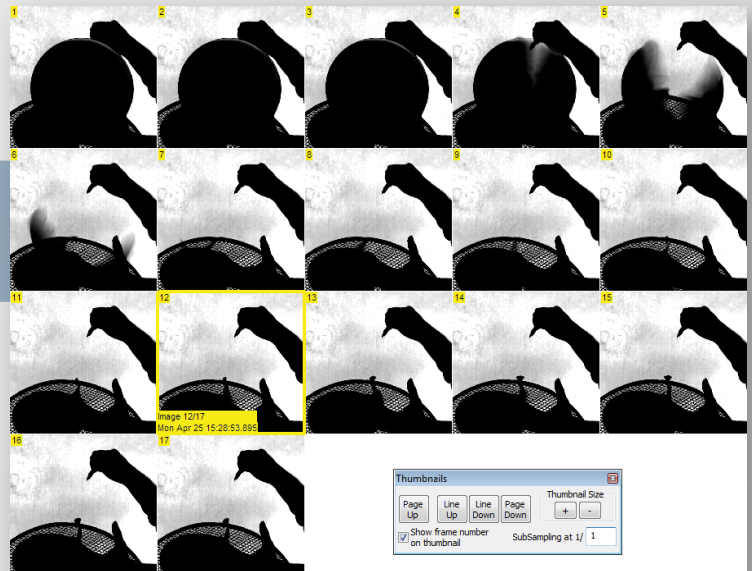 1
2
3
4
5
6
7
8
9
10
11
12
13
14
15
Image 12/17
Mon Apr 25 15:28:53.895
16
17
Thumbnails
Page Up
Line Up
Line Down
Page Down
Thumbnail Size
+
-
Show frame number
on thumbnail
SubSampling at 1/ 1